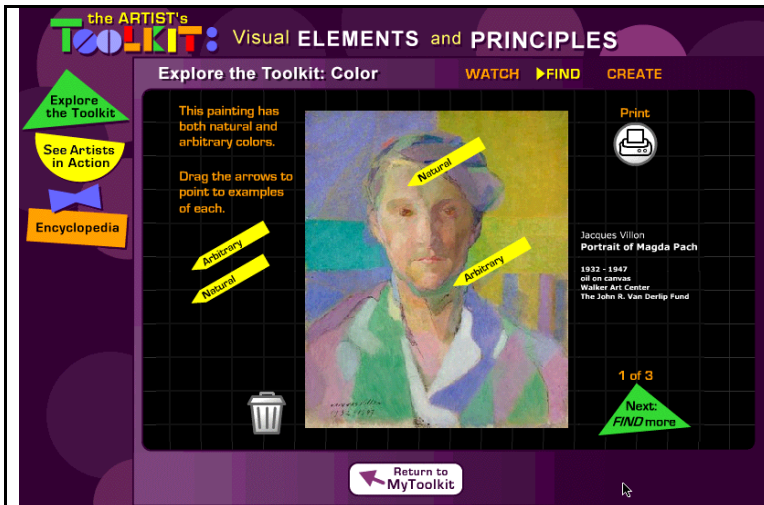 the ARTIST's
TOOLKIT:
Visual ELEMENTS and PRINCIPLES
Explore the Toolkit: Color
WATCH
FIND
CREATE
Explore
the Toolkit
See Artists
in Action
Encyclopedia
This painting has
both natural and
arbitrary colors.
Drag the arrows to
point to examples
of each.
Arbitrary
Natural
Natural
Arbitrary
Print
Jacques Villon
Portrait of Magda Pach
1932 - 1947
oil on canvas
Walker Art Center
The John R. Van Derlip Fund
1 of 3
Next:
FIND more
Return to
MyToolkit